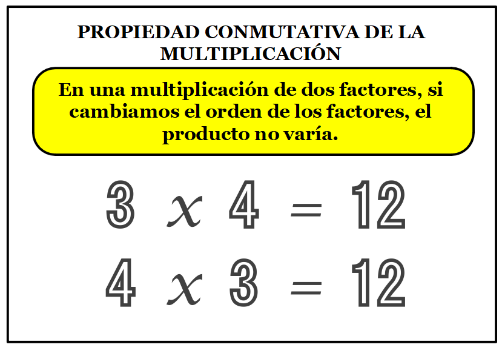 PROPIEDAD CONMUTATIVA DE LA
MULTIPLICACIÓN
En una multiplicación de dos factores, si
cambiamos el orden de los factores, el
producto no varía.
3 x 4 = 12
4 x 3 = 12